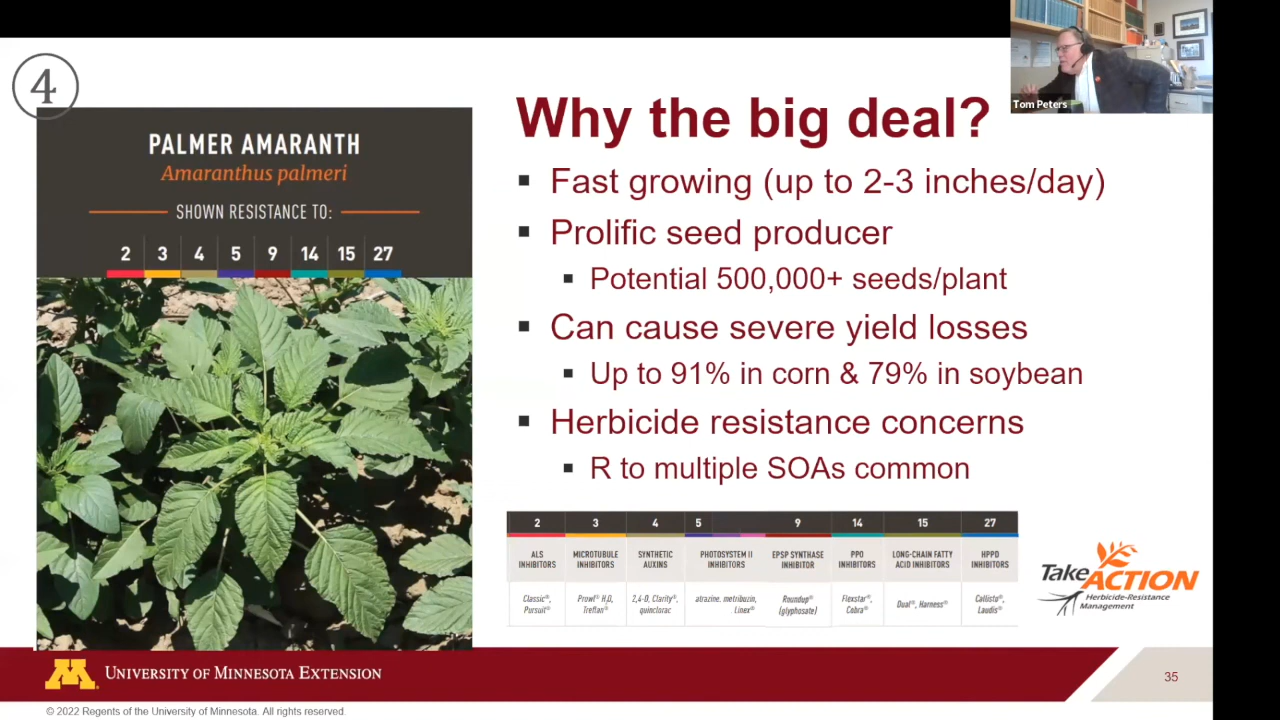 4
PALMER AMARANTH
Amaranthus palmeri
SHOWN RESISTANCE TO:
2 3 4 5 9 14 15 27
Why the big deal?
Fast growing (up to 2-3 inches/day)
Prolific seed producer
Potential 500,000+ seeds/plant
Can cause severe yield losses
Up to 91% in corn & 79% in soybean
Herbicide resistance concerns
R to multiple SOAs common
2 3 4 5 9 14 15 27
ALS INHIBITORS
MICROTUBULE INHIBITORS
SYNTHETIC AUXINS
PHOTOSYSTEM II INHIBITORS
EPSP SYNTHASE INHIBITOR
PPO INHIBITORS
LONG-CHAIN FATTY ACID INHIBITORS
HPPD INHIBITORS
Classic®, Pursuit®
Prowl® H₂O, Treflan®
2,4-D, Clarity®, quinclorac
atrazine, metribuzin, Linex®
Roundup® (glyphosate)
Flexstar®, Cobra®
Dual®, Harness®
Callisto®, Laudis®
Take ACTION
Herbicide-Resistance
Management
Tom Peters
M
UNIVERSITY OF MINNESOTA EXTENSION
35
© 2022 Regents of the University of Minnesota. All rights reserved.